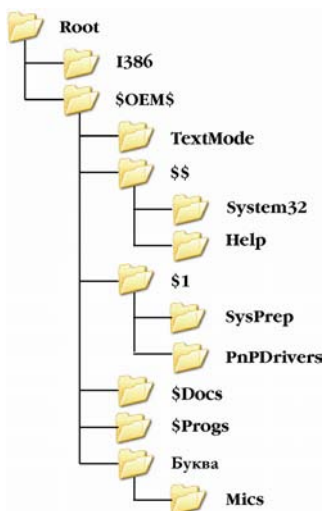 Root
I386
$OEM$
TextMode
$$
System32
Help
$1
SysPrep
PnPDrivers
$Docs
$Progs
Буква
Mics